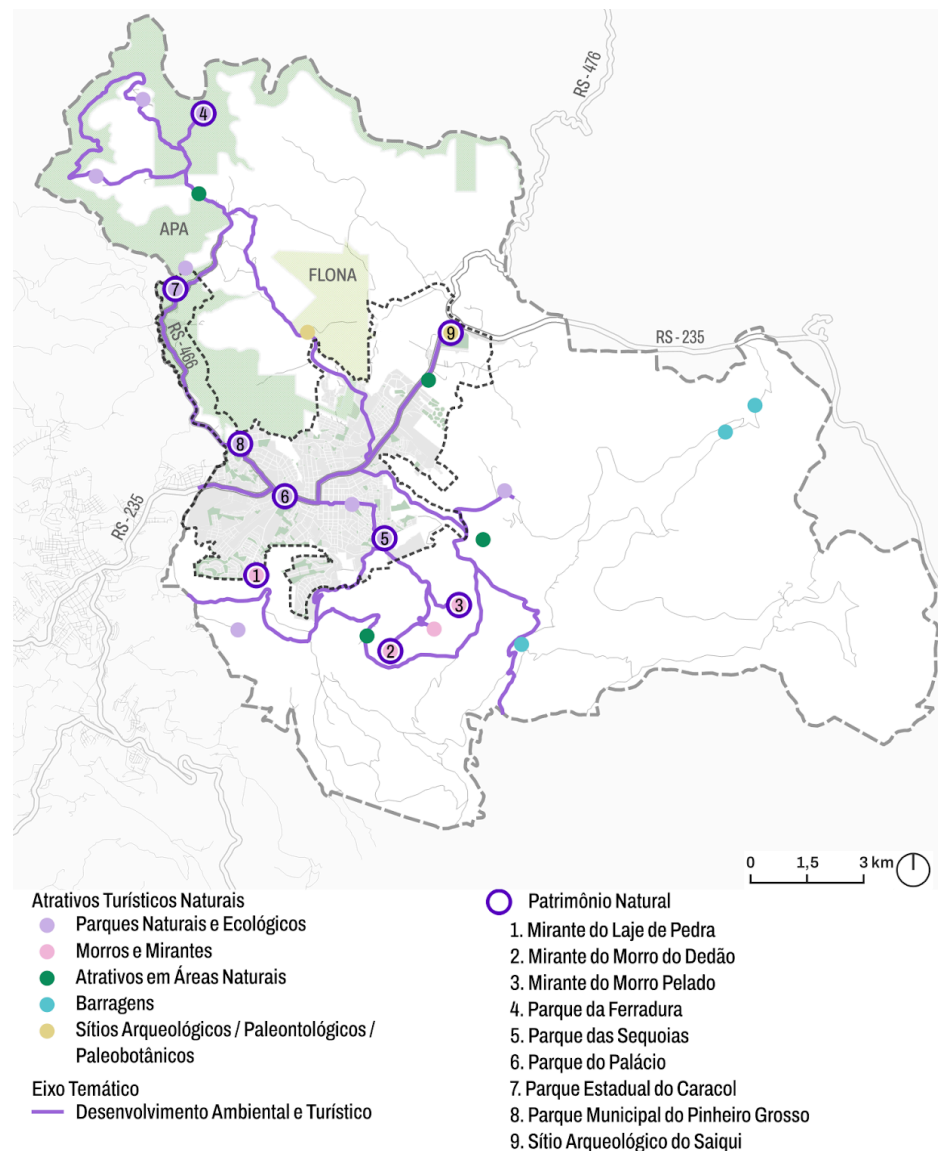 RS - 476
4
APA
FLONA
7
RS - 466
9
RS - 235
8
6
RS - 235
5
1
3
2
0 1,5 3 km
Atrativos Turísticos Naturais
Parques Naturais e Ecológicos
Morros e Mirantes
Atrativos em Áreas Naturais
Barragens
Sítios Arqueológicos / Paleontológicos /
Paleobotânicos
Eixo Temático
Desenvolvimento Ambiental e Turístico
Patrimônio Natural
1. Mirante do Laje de Pedra
2. Mirante do Morro do Dedão
3. Mirante do Morro Pelado
4. Parque da Ferradura
5. Parque das Sequoias
6. Parque do Palácio
7. Parque Estadual do Caracol
8. Parque Municipal do Pinheiro Grosso
9. Sítio Arqueológico do Saiqui